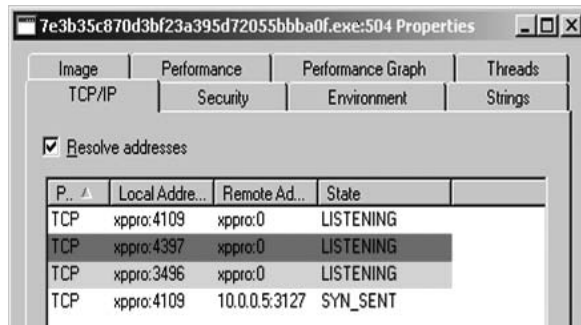 7e3b35c870d3bf23a395d72055bbba0f.exe:504 Properties
Image Performance Performance Graph Threads
TCP/IP Security Environment Strings
Resolve addresses
P.. Local Addre... Remote Ad... State
TCP xppro:4109 xppro:0 LISTENING
TCP xppro:4397 xppro:0 LISTENING
TCP xppro:3496 xppro:0 LISTENING
TCP xppro:4109 10.0.0.5:3127 SYN_SENT